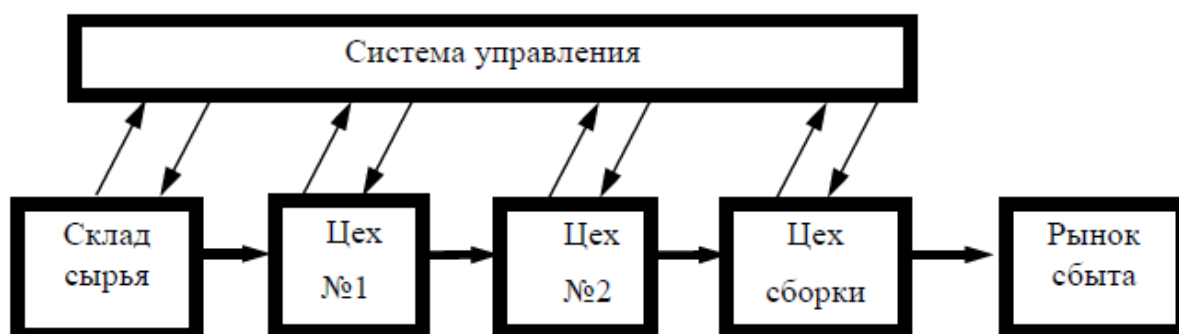 Система управления
Склад
сырья
Цех
№1
Цех
№2
Цех
сборки
Рынок
сбыта